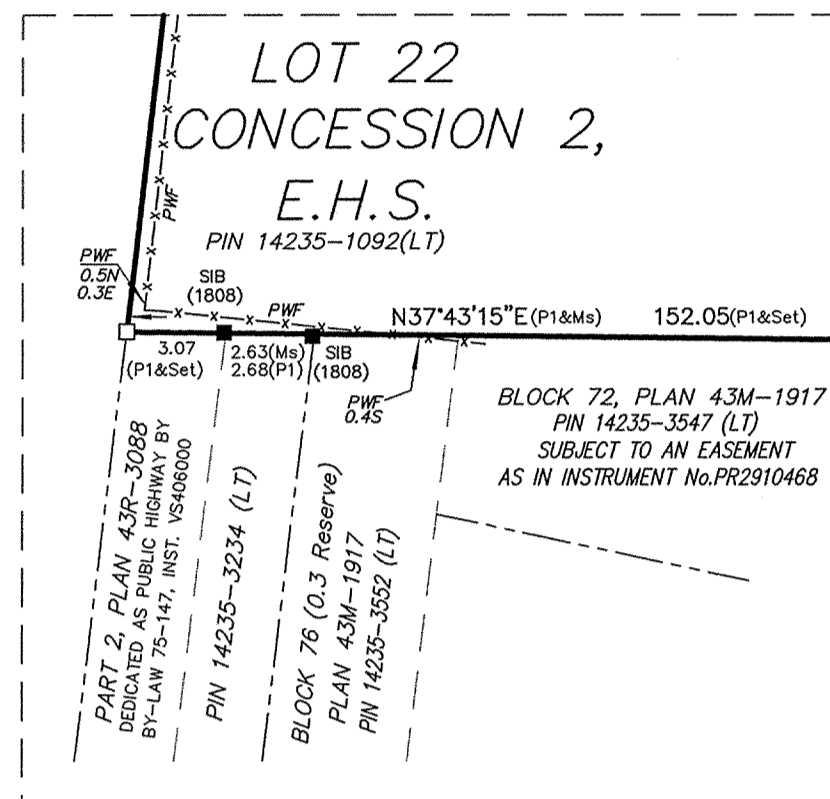 LOT 22
CONCESSION 2,
E.H.S.
PIN 14235-1092(LT)
PWF
PWF
0.5N
0.3E
SIB
(1808)
PWF
N37°43'15"E(P1&Ms)
152.05(P1&Set)
3.07
(P1&Set)
2.63(Ms)
2.68(P1)
SIB
(1808)
PWF
0.4S
BLOCK 72, PLAN 43M-1917
PIN 14235-3547 (LT)
SUBJECT TO AN EASEMENT
AS IN INSTRUMENT No.PR2910468
PART 2, PLAN 43R-3088
DEDICATED AS PUBLIC HIGHWAY BY
BY-LAW 75-147, INST. VS406000
PIN 14235-3234 (LT)
BLOCK 76 (0.3 Reserve)
PLAN 43M-1917
PIN 14235-3552 (LT)